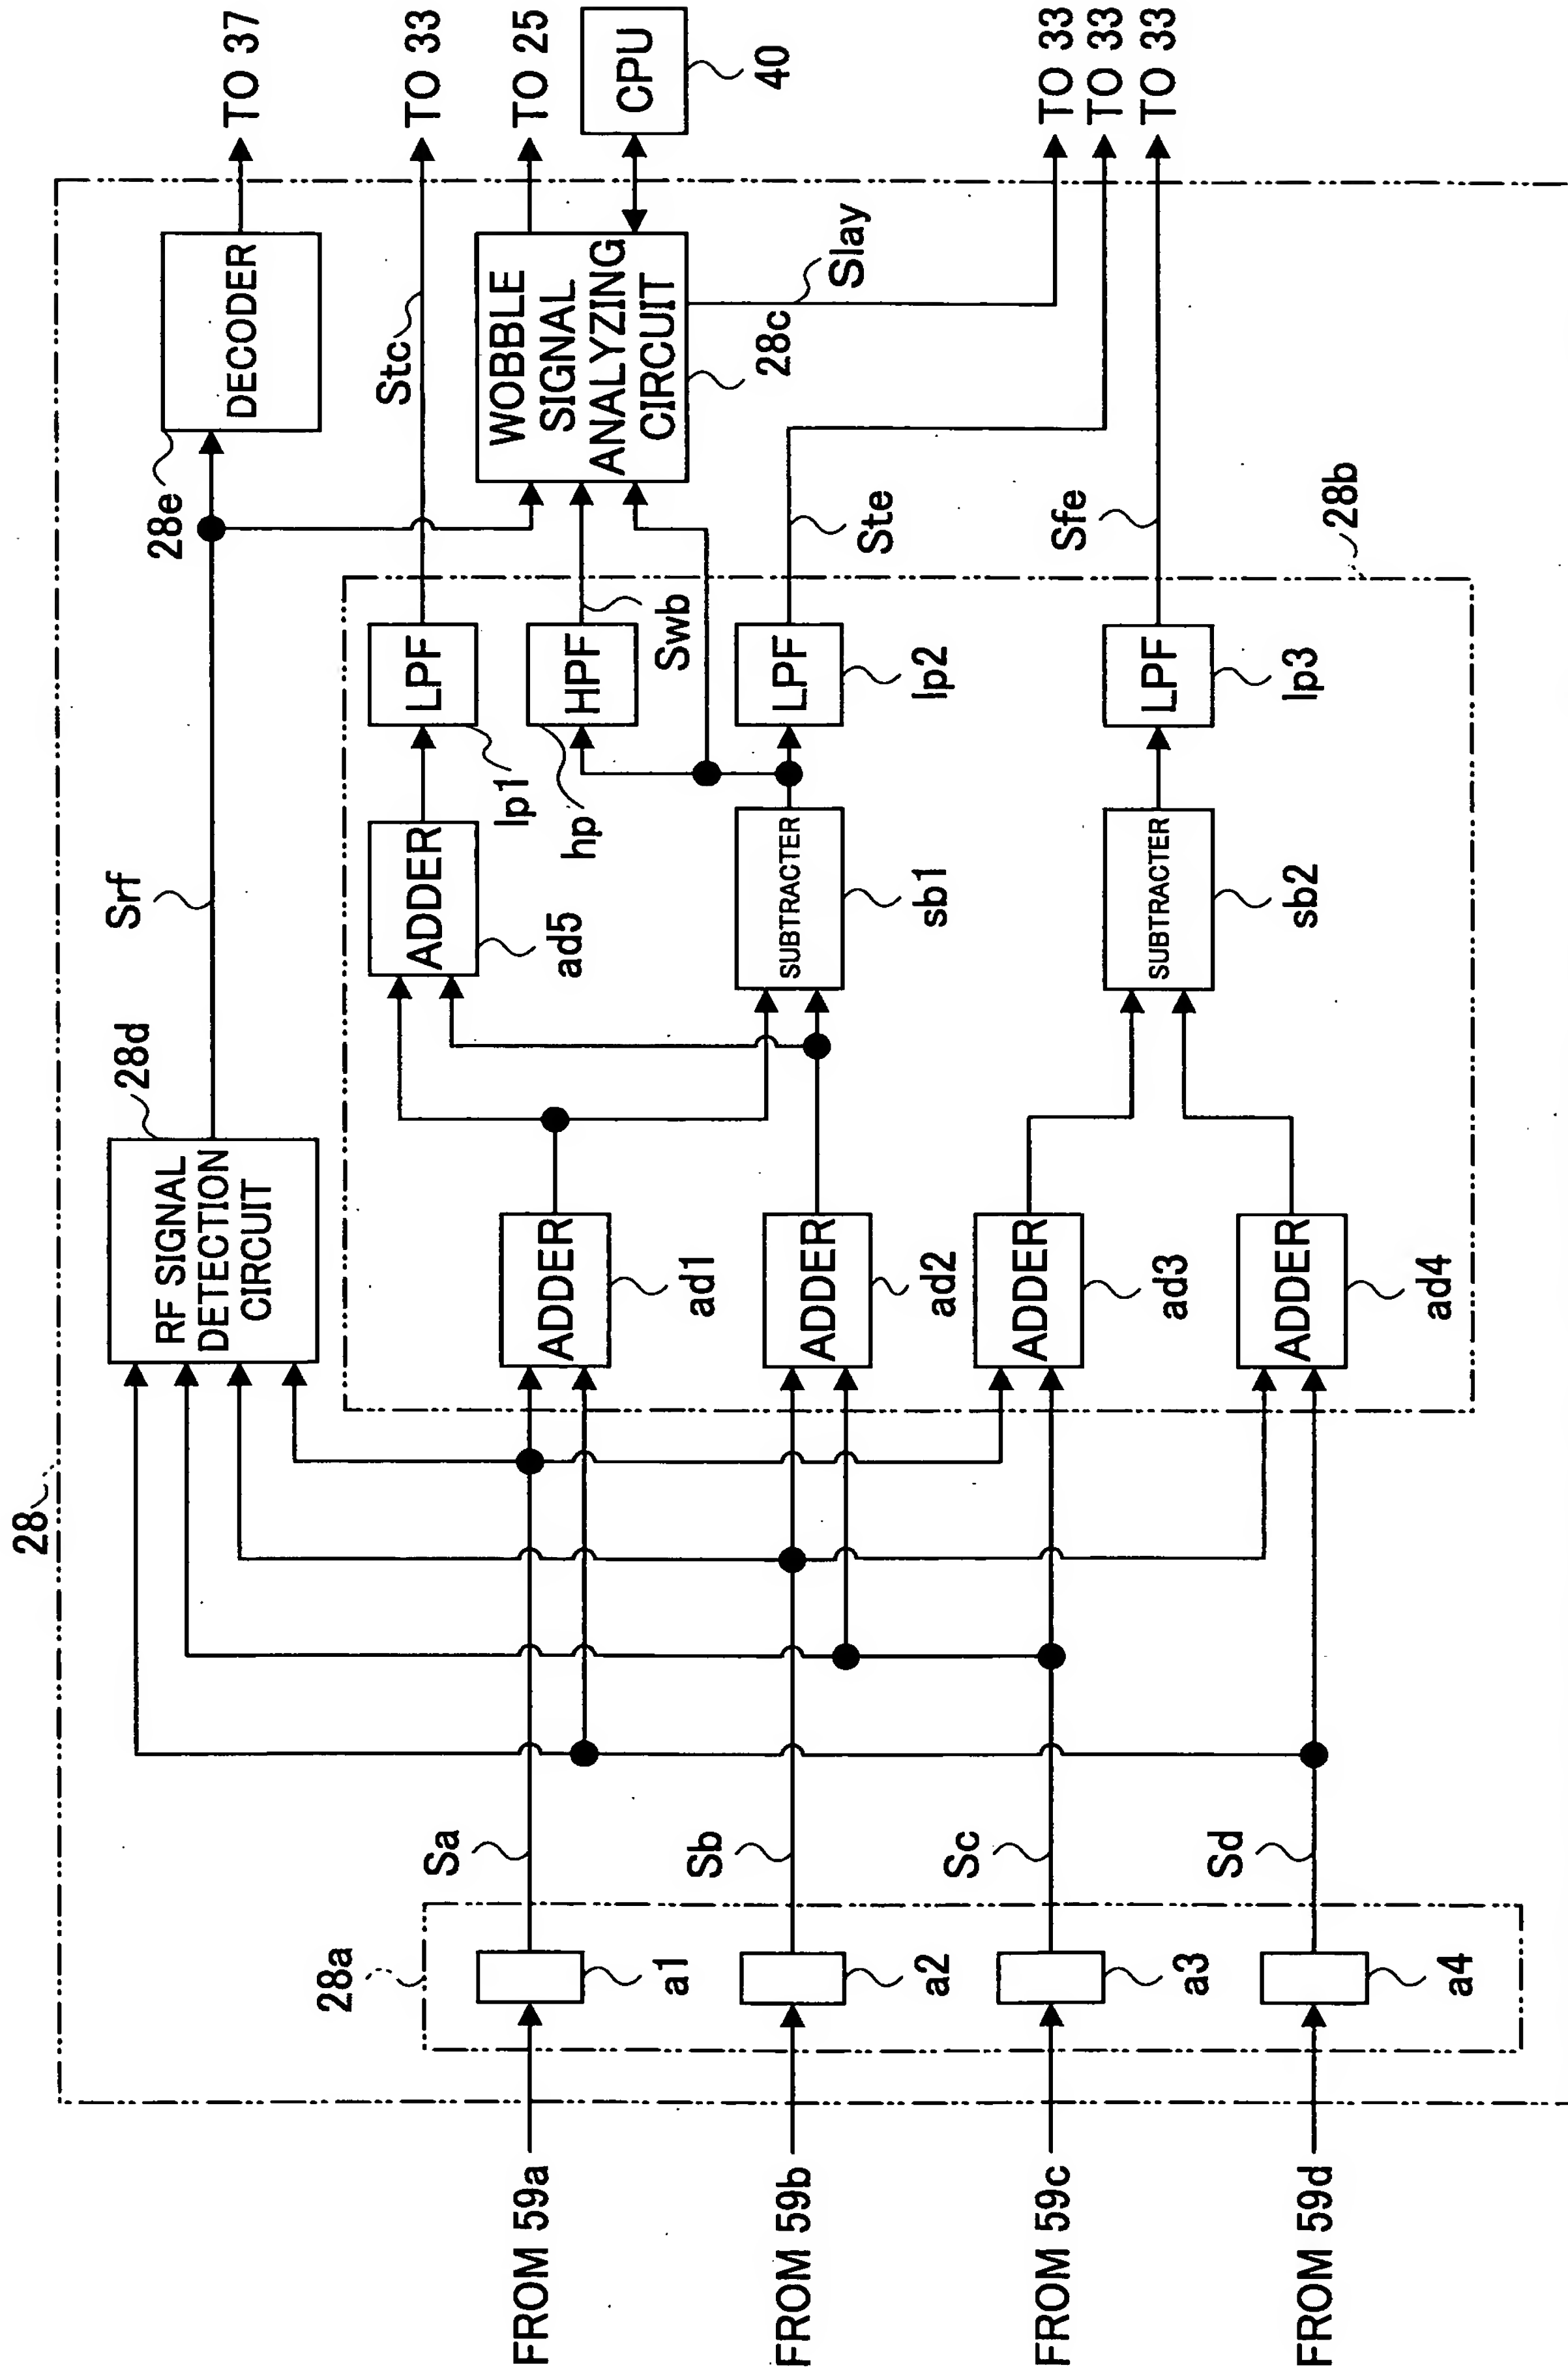 28
28a
FROM 59a
FROM 59b
FROM 59c
FROM 59d
a1
a2
a3
a4
Sa
Sb
Sc
Sd
RF SIGNAL
DETECTION
CIRCUIT
28d
ADDER
ad1
ADDER
ad2
ADDER
ad3
ADDER
ad4
ADDER
ad5
SUBTRACTER
sb1
SUBTRACTER
sb2
LPF
lp1
HPF
hp
LPF
lp2
LPF
lp3
28b
Srf
Swb
Stc
Ste
Sfe
28e
DECODER
WOBBLE
SIGNAL
ANALYZING
CIRCUIT
28c
Slay
CPU
40
TO 37
TO 33
TO 25
TO 33
TO 33
TO 33